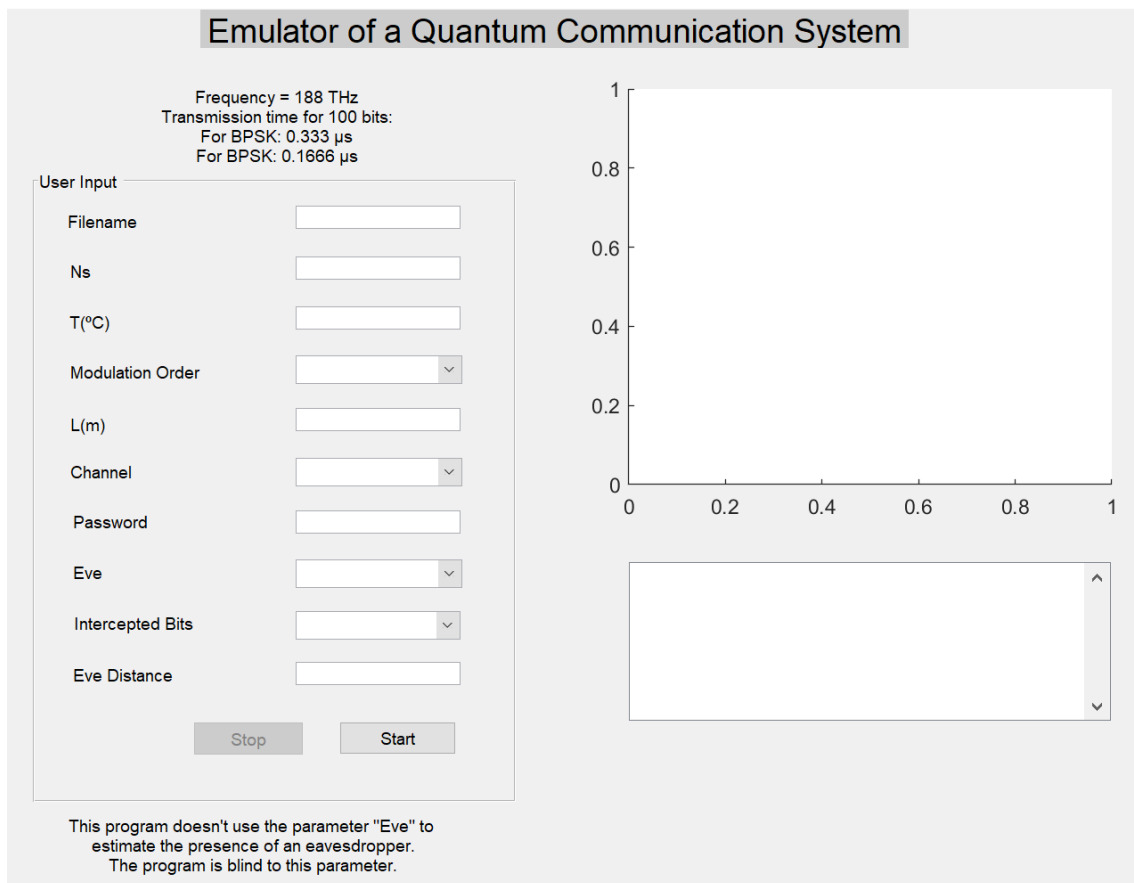 Emulator of a Quantum Communication System
Frequency = 188 THz
Transmission time for 100 bits:
For BPSK: 0.333 µs
For BPSK: 0.1666 µs
User Input
Filename
Ns
T(ºC)
Modulation Order
L(m)
Channel
Password
Eve
Intercepted Bits
Eve Distance
Stop Start
This program doesn't use the parameter "Eve" to
estimate the presence of an eavesdropper.
The program is blind to this parameter.
1
0.8
0.6
0.4
0.2
0
0 0.2 0.4 0.6 0.8 1